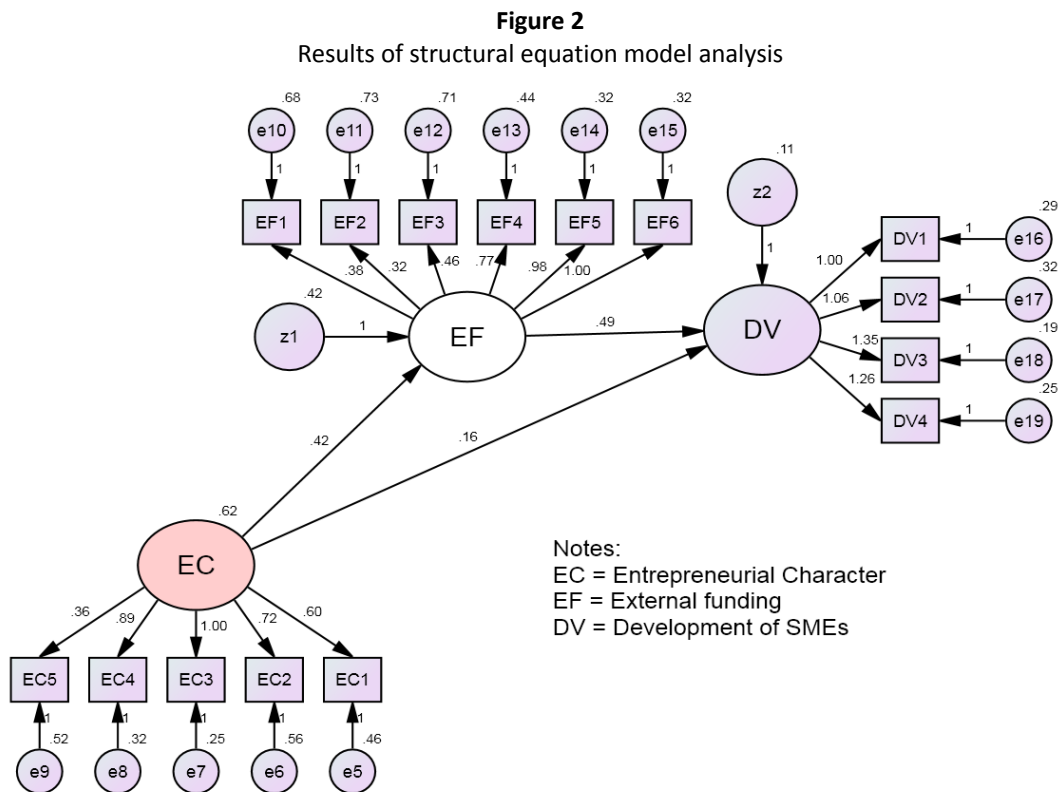 Figure 2
Results of structural equation model analysis
.68 .73 .71 .44 .32 .32
e10 e11 e12 e13 e14 e15
1 1 1 1 1 1
EF1 EF2 EF3 EF4 EF5 EF6
.38 .32 .46 .77 .98 1.00
.11
z2
1
.42
z1
1
EF
.49
DV
.29
DV1 1 e16
1.00
.32
DV2 1 e17
1.06
.19
DV3 1 e18
1.35
.25
DV4 1 e19
1.26
.42
.16
.62
EC
.36 .89 1.00 .72 .60
EC5 EC4 EC3 EC2 EC1
1 1 1 1 1
.52 .32 .25 .56 .46
e9 e8 e7 e6 e5
Notes:
EC = Entrepreneurial Character
EF = External funding
DV = Development of SMEs